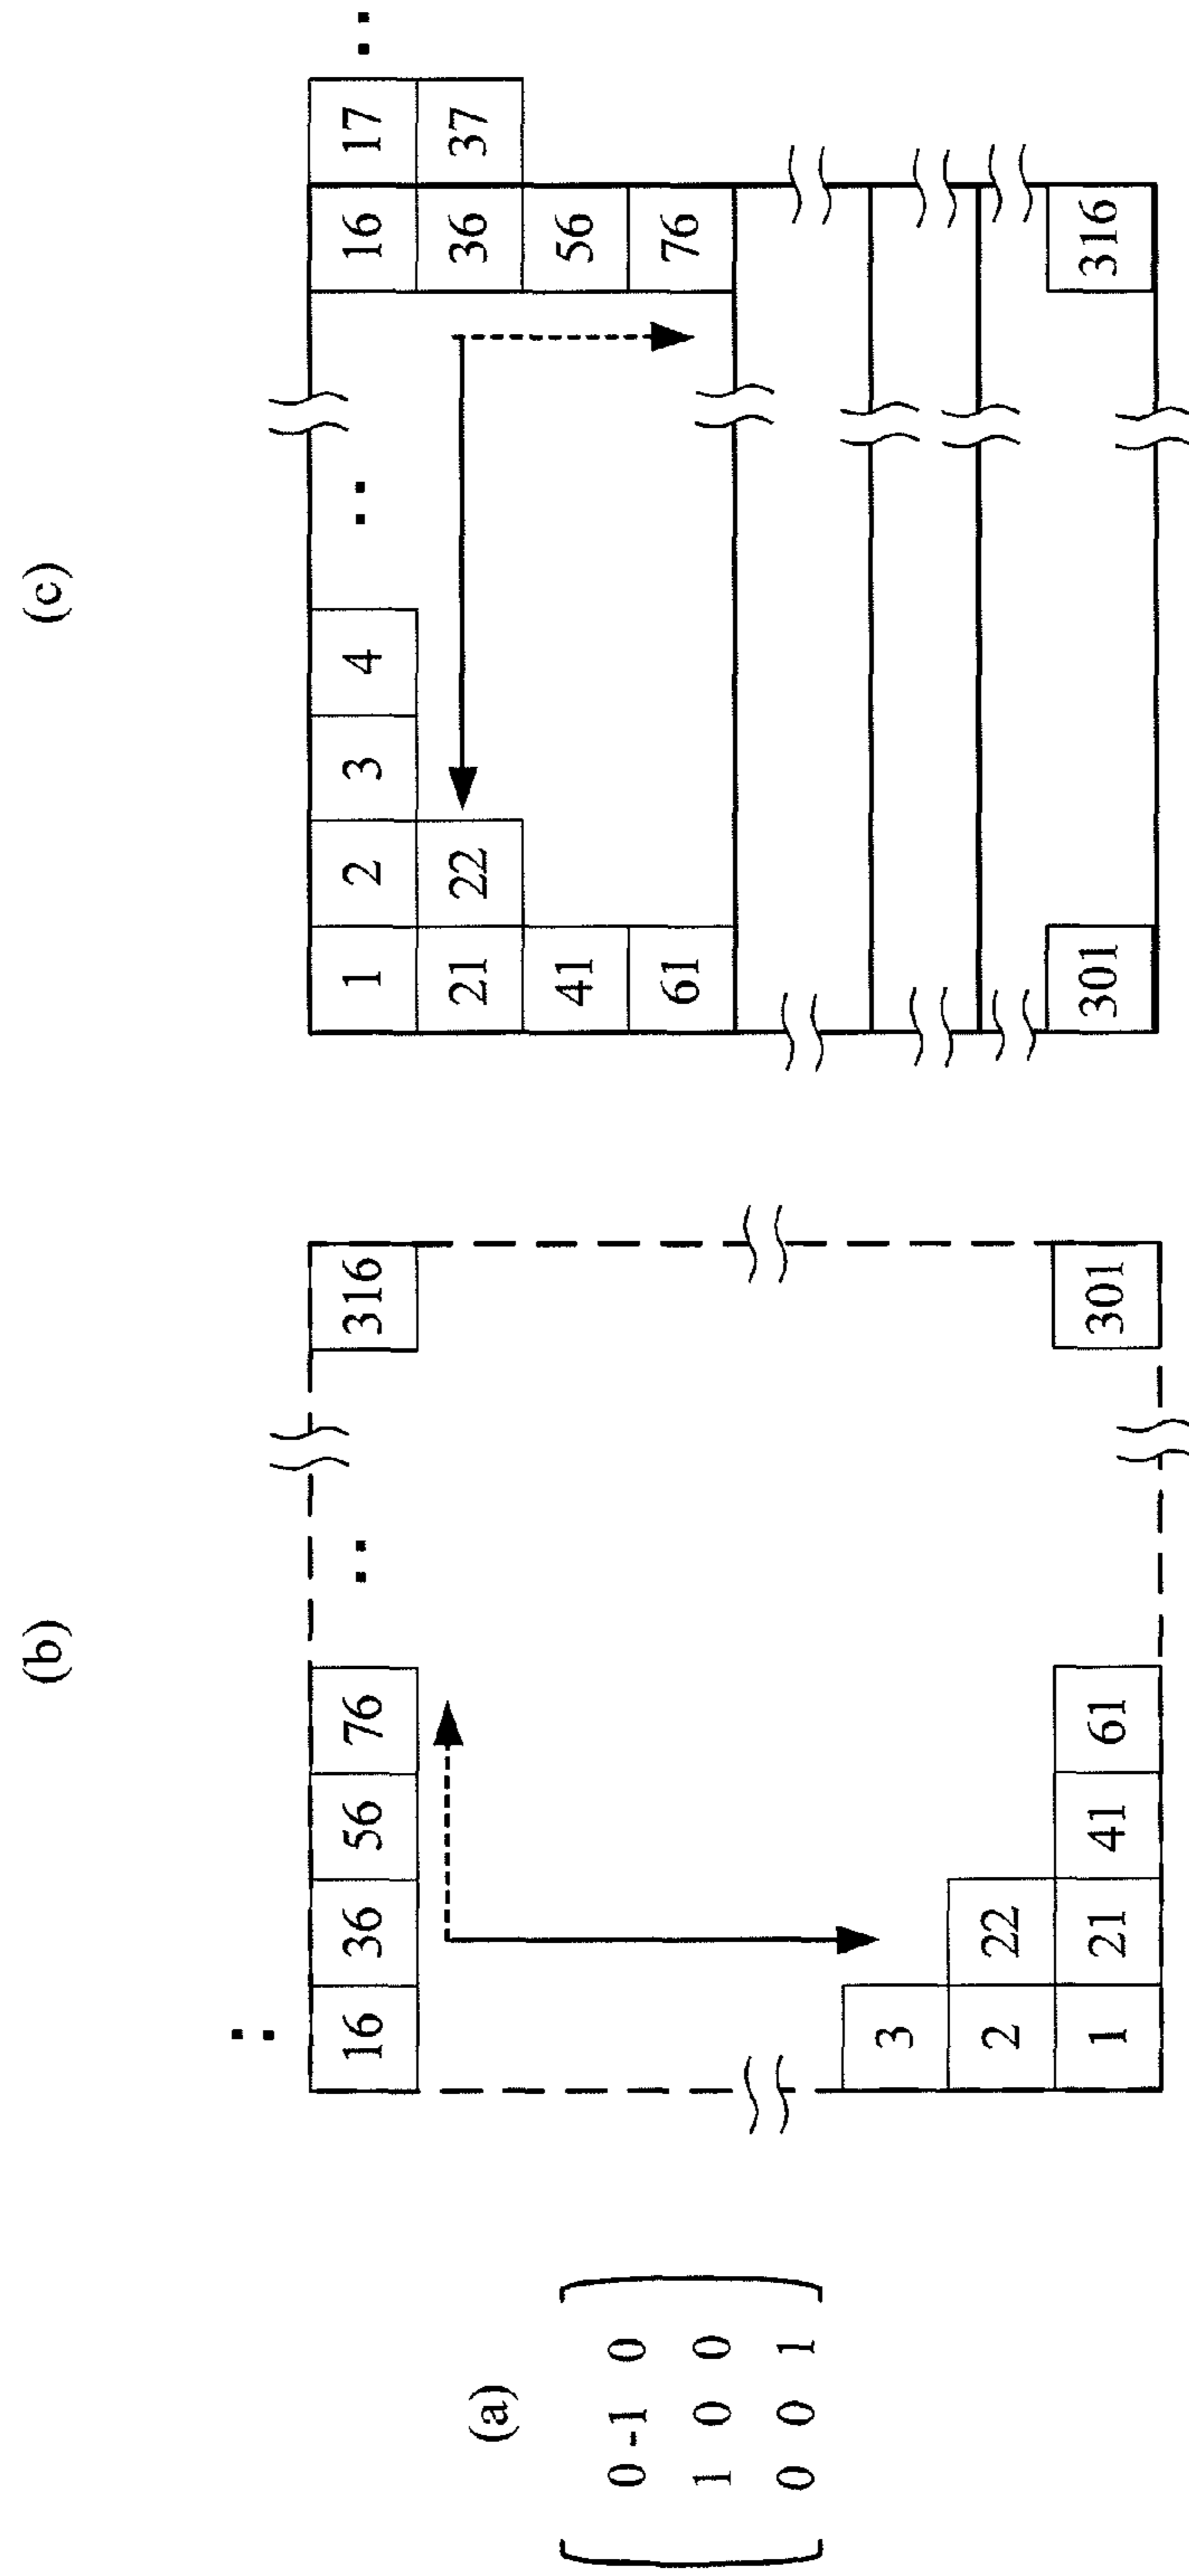 (a)
0 -1 0
1 0 0
0 0 1
(b)
16 36 56 76 ‥ 316
3
2 22
1 21 41 61 301
(c)
1 2 3 4 ‥ 16 17 ‥
21 22 36 37
41 56
61 76
301 316